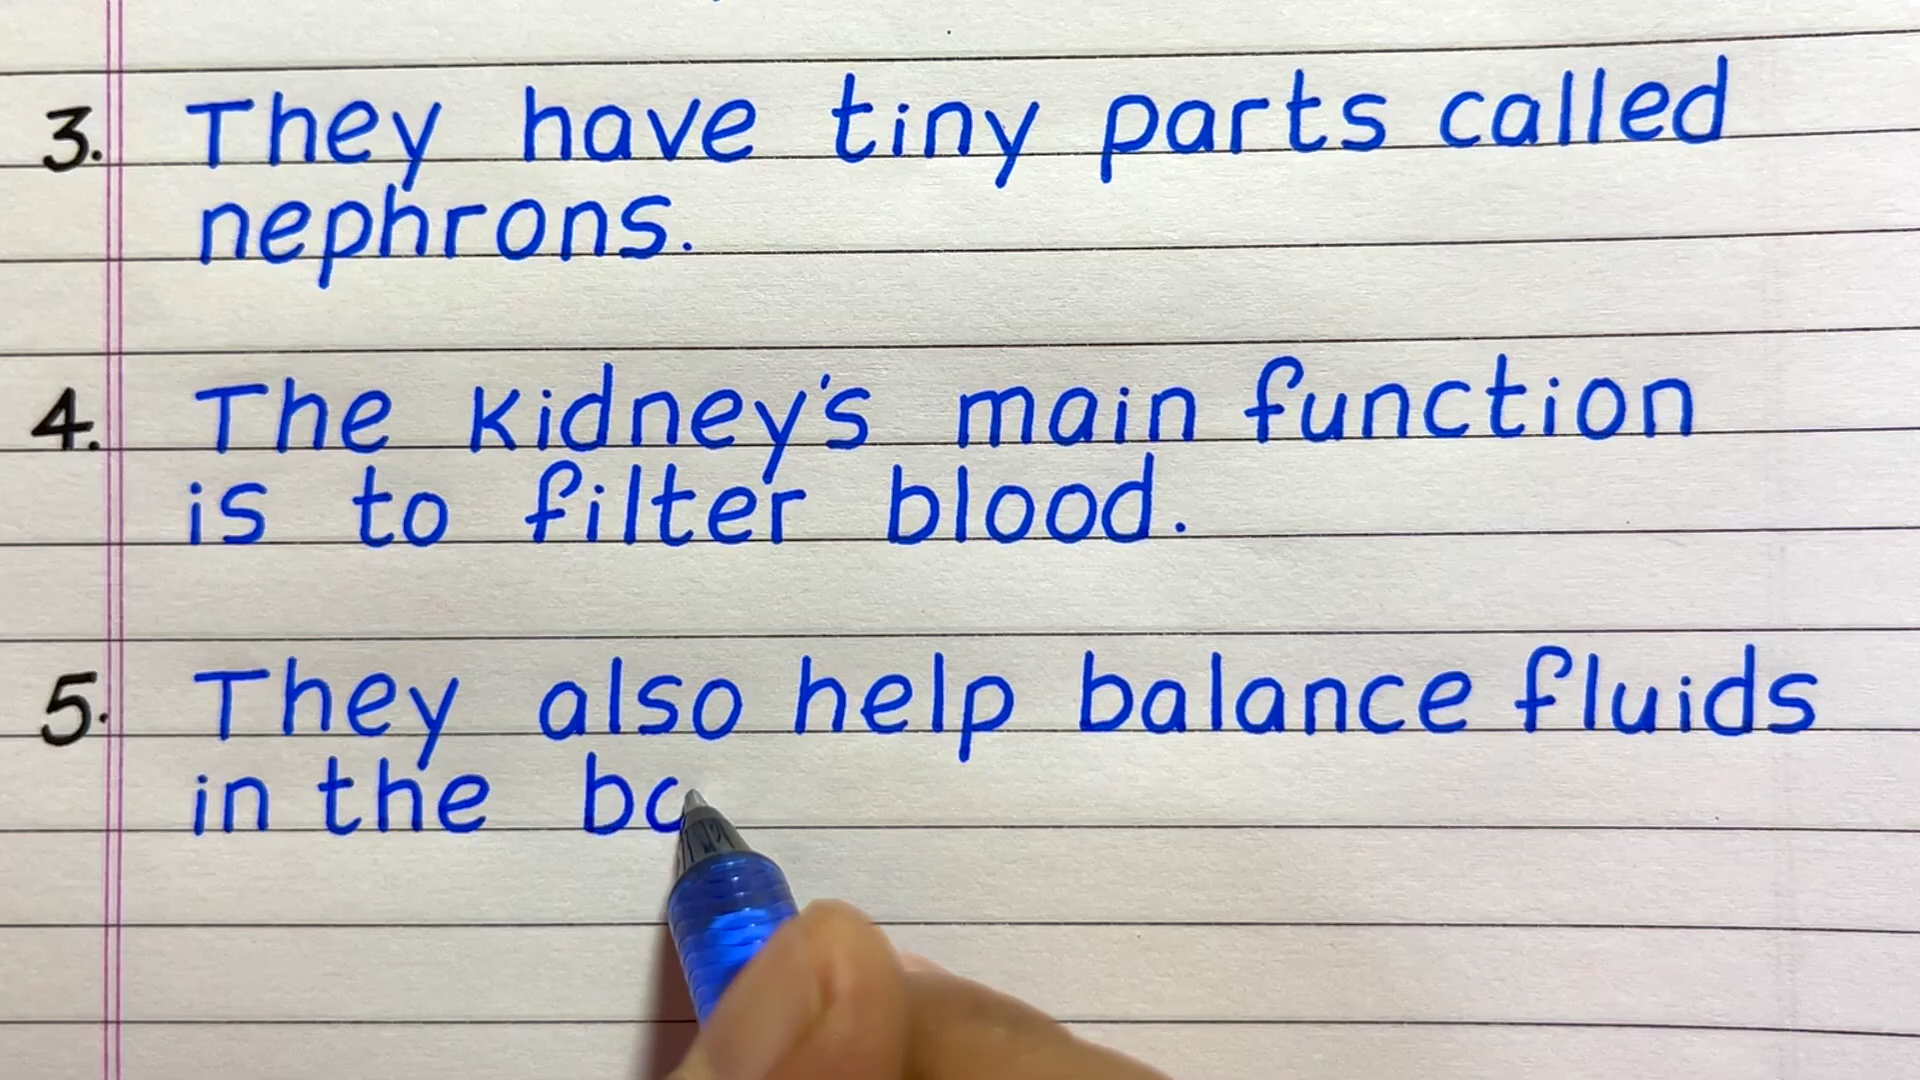 3. They have tiny parts called
nephrons.
4. The kidney's main function
is to filter blood.
5. They also help balance fluids
in the